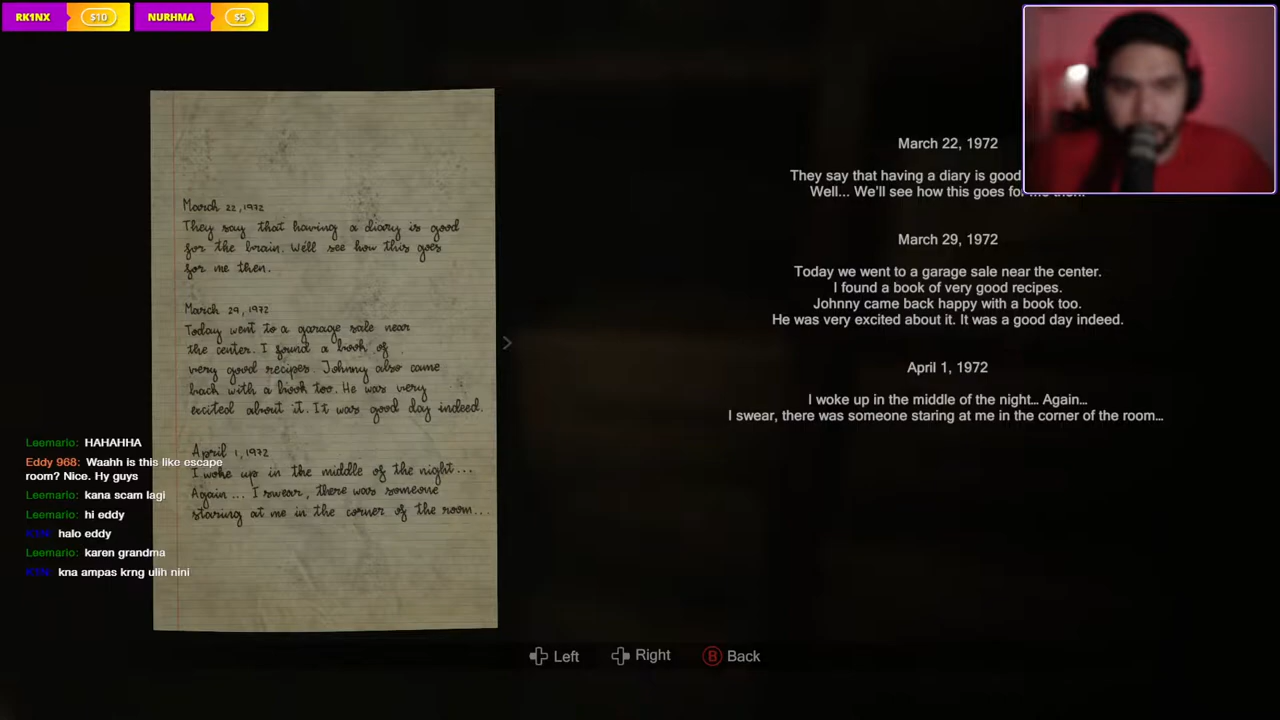 RK1NX $10 NURHMA $5
March 22, 1972
They say that having a diary is good
for the brain. We'll see how this goes
for me then.
March 29, 1972
Today went to a garage sale near
the center. I found a book of
very good recipes. Johnny also came
back with a book too. He was very
excited about it. It was good day indeed.
April 1, 1972
I woke up in the middle of the night...
Again... I swear, there was someone
staring at me in the corner of the room...
March 22, 1972
They say that having a diary is good
Well... We'll see how this goes for me then.
March 29, 1972
Today we went to a garage sale near the center.
I found a book of very good recipes.
Johnny came back happy with a book too.
He was very excited about it. It was a good day indeed.
April 1, 1972
I woke up in the middle of the night... Again...
I swear, there was someone staring at me in the corner of the room...
Leemario: HAHAHHA
Eddy 968: Waahh is this like escape
room? Nice. Hy guys
Leemario: kana scam lagi
Leemario: hi eddy
halo eddy
Leemario: karen grandma
kna ampas krng ulih nini
Left Right B Back